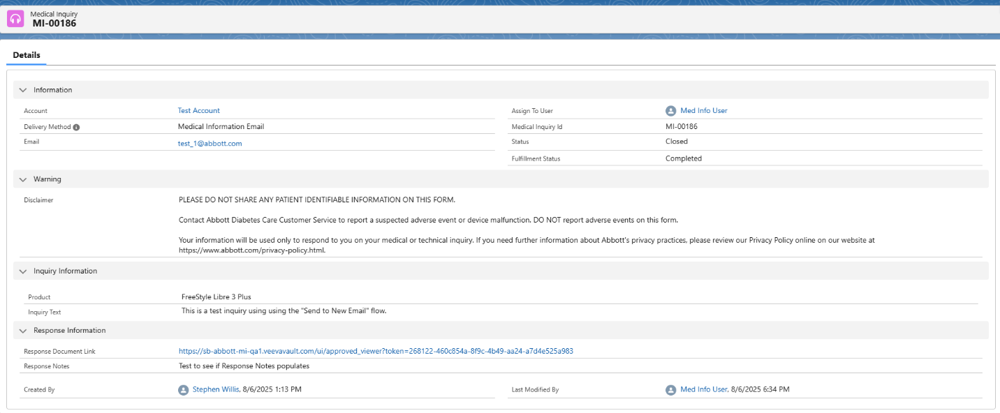 Medical Inquiry
MI-00186
Details
Information
Account
Test Account
Assign To User
Med Info User
Delivery Method
Medical Information Email
Medical Inquiry Id
MI-00186
Email
test_1@abbott.com
Status
Closed
Fulfillment Status
Completed
Warning
Disclaimer
PLEASE DO NOT SHARE ANY PATIENT IDENTIFIABLE INFORMATION ON THIS FORM.
Contact Abbott Diabetes Care Customer Service to report a suspected adverse event or device malfunction. DO NOT report adverse events on this form.
Your information will be used only to respond to you on your medical or technical inquiry. If you need further information about Abbott's privacy practices, please review our Privacy Policy online on our website at
https://www.abbott.com/privacy-policy.html.
Inquiry Information
Product
FreeStyle Libre 3 Plus
Inquiry Text
This is a test inquiry using using the "Send to New Email" flow.
Response Information
Response Document Link
https://sb-abbott-mi-qa1.veevavault.com/ui/approved_viewer?token=268122-460c854a-8f9c-4b49-aa24-a7d4e525a983
Response Notes
Test to see if Response Notes populates
Created By
Stephen Willis, 8/6/2025 1:13 PM
Last Modified By
Med Info User, 8/6/2025 6:34 PM